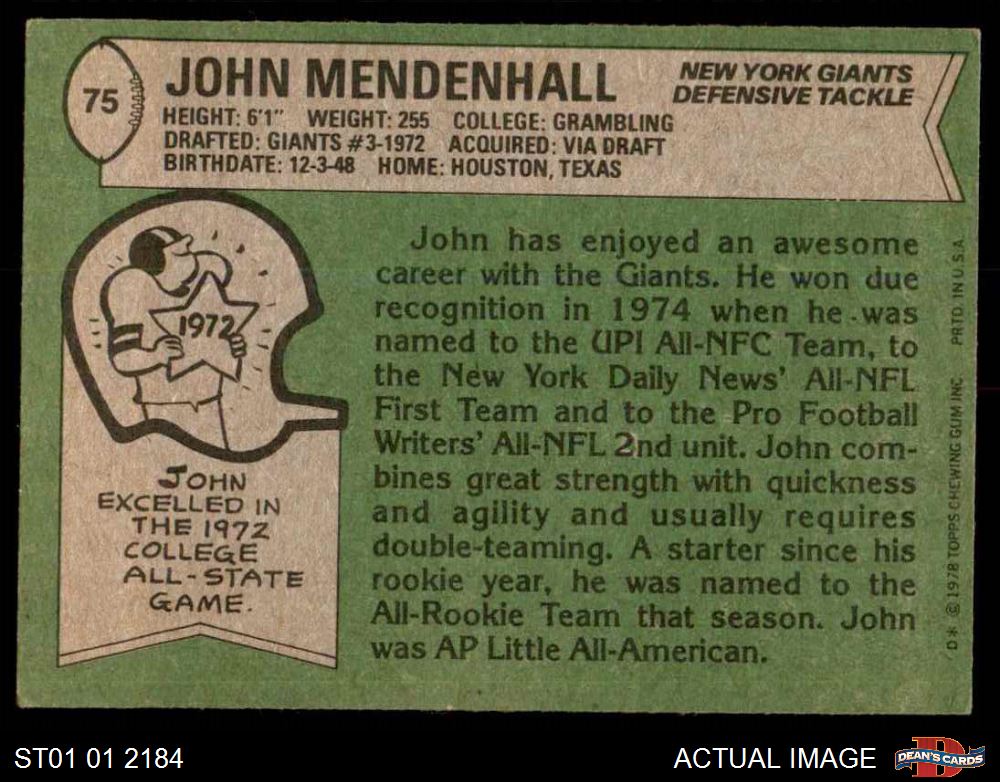 75
JOHN MENDENHALL
NEW YORK GIANTS
DEFENSIVE TACKLE
HEIGHT: 6'1" WEIGHT: 255 COLLEGE: GRAMBLING
DRAFTED: GIANTS #3-1972 ACQUIRED: VIA DRAFT
BIRTHDATE: 12-3-48 HOME: HOUSTON, TEXAS
1972
JOHN
EXCELLED IN
THE 1972
COLLEGE
ALL-STATE
GAME.
John has enjoyed an awesome
career with the Giants. He won due
recognition in 1974 when he was
named to the UPI All-NFC Team, to
the New York Daily News' All-NFL
First Team and to the Pro Football
Writers' All-NFL 2nd unit. John com-
bines great strength with quickness
and agility and usually requires
double-teaming. A starter since his
rookie year, he was named to the
All-Rookie Team that season. John
was AP Little All-American.
D* © 1978 TOPPS CHEWING GUM INC. PRTD. IN U.S.A.
ST01 01 2184
ACTUAL IMAGE
D
DEAN'S CARDS